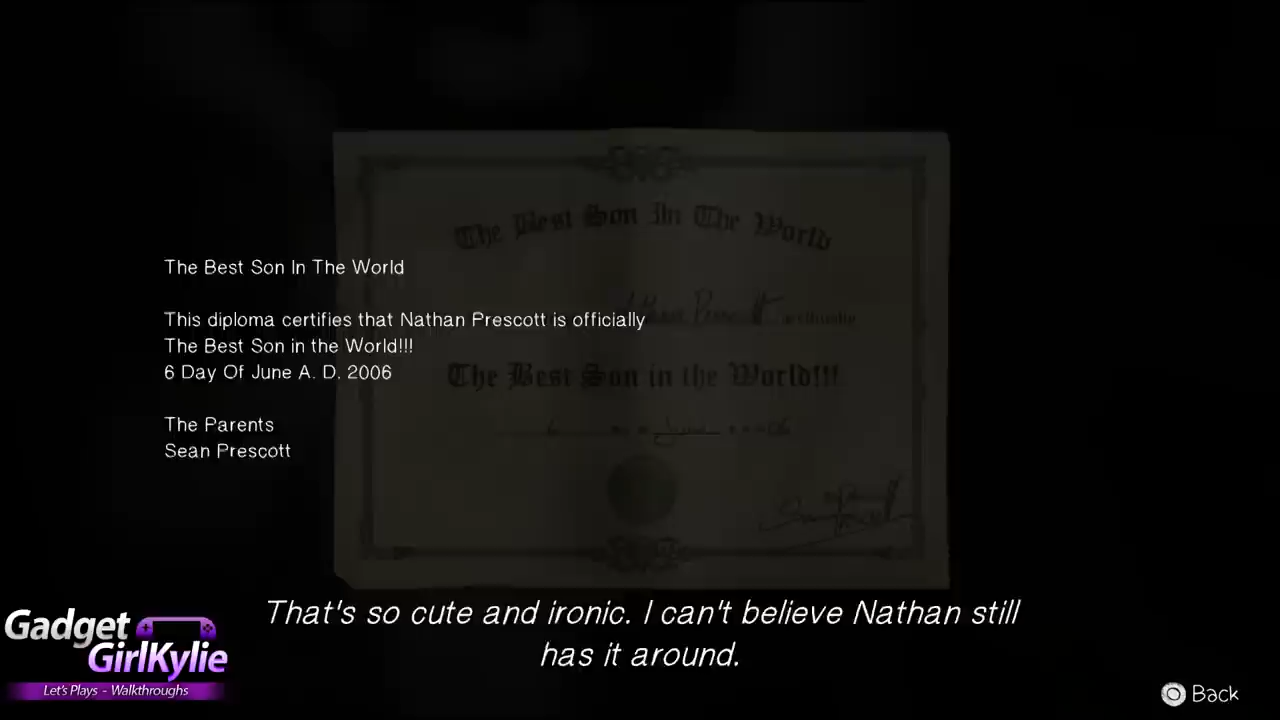 The Best Son In The World
The Best Son In The World
This diploma certifies that Nathan Prescott is officially
The Best Son in the World!!!
6 Day Of June A. D. 2006
The Best Son in the World!!!
The Parents
Sean Prescott
That's so cute and ironic. I can't believe Nathan still
has it around.
Gadget
GirlKylie
Let's Plays - Walkthroughs
Back